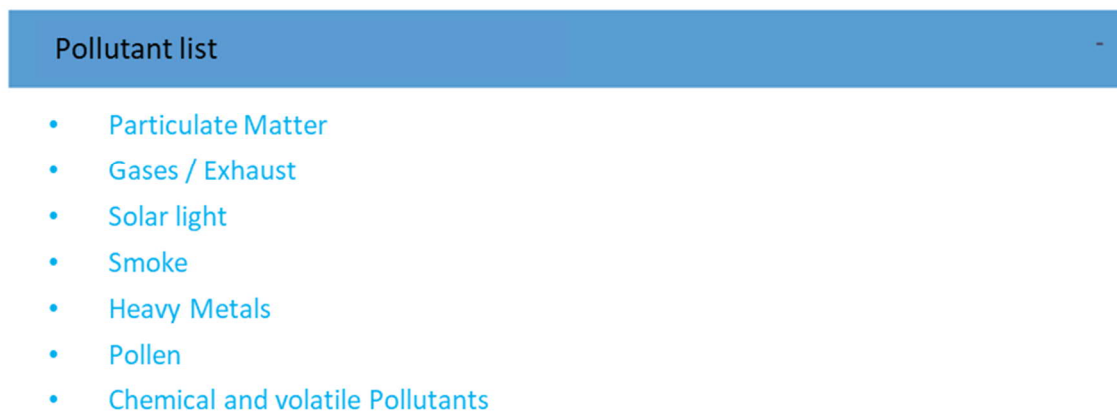 Pollutant list -
• Particulate Matter
• Gases / Exhaust
• Solar light
• Smoke
• Heavy Metals
• Pollen
• Chemical and volatile Pollutants